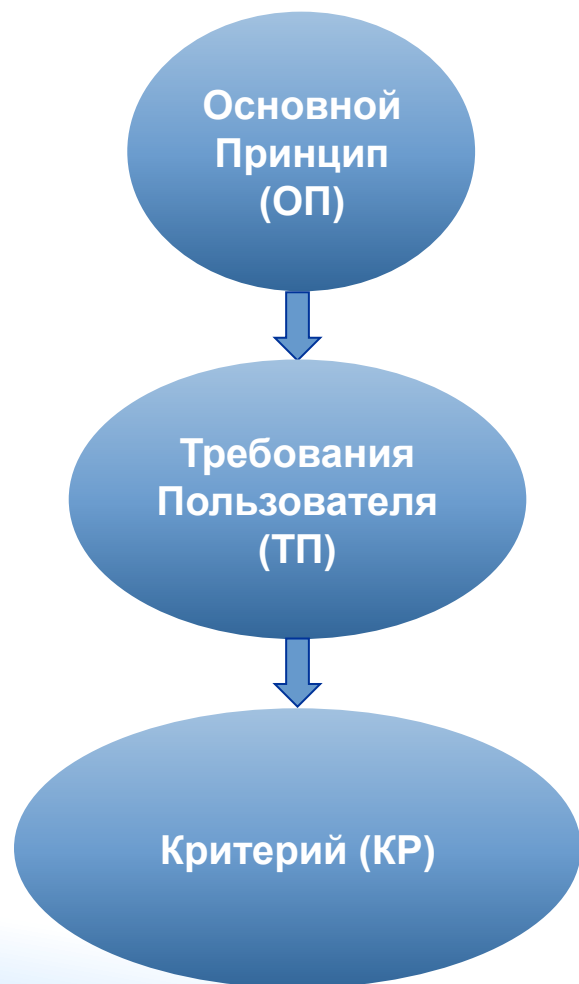 Основной
Принцип
(ОП)
Требования
Пользователя
(ТП)
Критерий (КР)